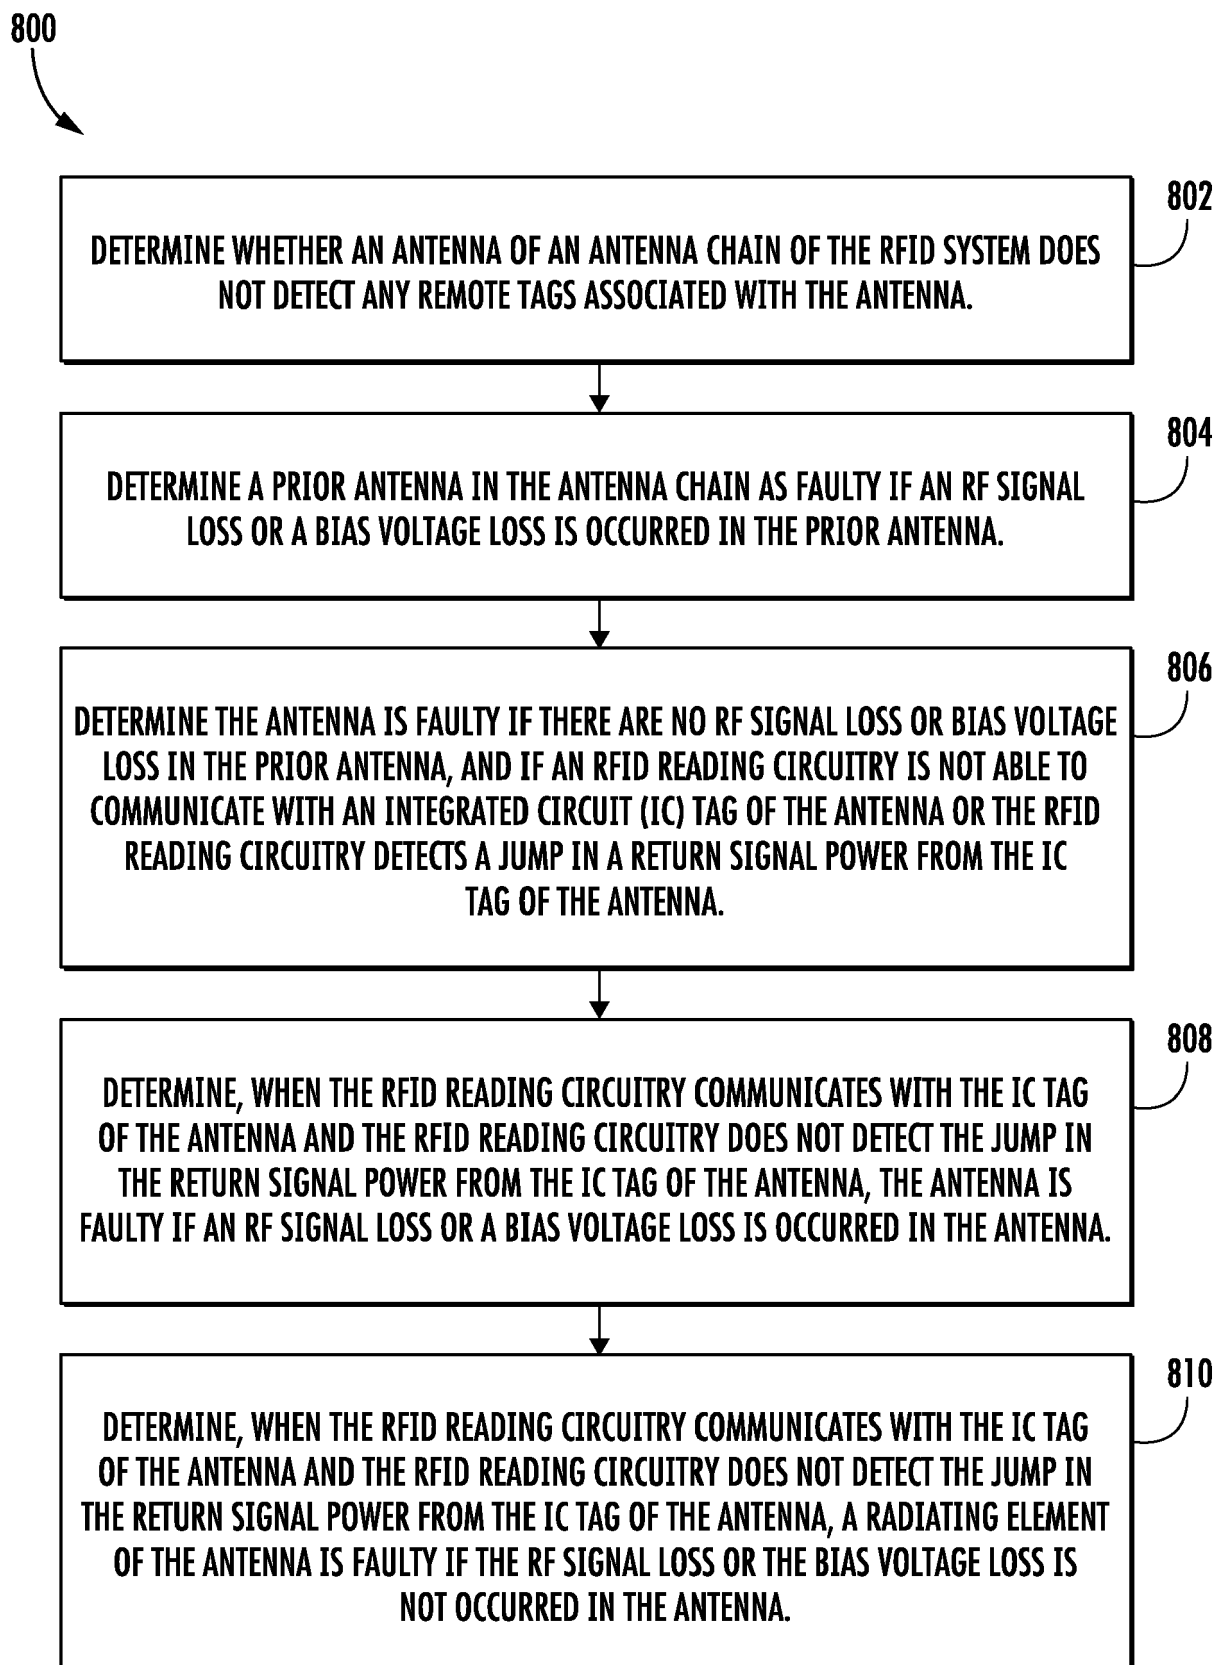 800
802
DETERMINE WHETHER AN ANTENNA OF AN ANTENNA CHAIN OF THE RFID SYSTEM DOES
NOT DETECT ANY REMOTE TAGS ASSOCIATED WITH THE ANTENNA.
804
DETERMINE A PRIOR ANTENNA IN THE ANTENNA CHAIN AS FAULTY IF AN RF SIGNAL
LOSS OR A BIAS VOLTAGE LOSS IS OCCURRED IN THE PRIOR ANTENNA.
806
DETERMINE THE ANTENNA IS FAULTY IF THERE ARE NO RF SIGNAL LOSS OR BIAS VOLTAGE
LOSS IN THE PRIOR ANTENNA, AND IF AN RFID READING CIRCUITRY IS NOT ABLE TO
COMMUNICATE WITH AN INTEGRATED CIRCUIT (IC) TAG OF THE ANTENNA OR THE RFID
READING CIRCUITRY DETECTS A JUMP IN A RETURN SIGNAL POWER FROM THE IC
TAG OF THE ANTENNA.
808
DETERMINE, WHEN THE RFID READING CIRCUITRY COMMUNICATES WITH THE IC TAG
OF THE ANTENNA AND THE RFID READING CIRCUITRY DOES NOT DETECT THE JUMP IN
THE RETURN SIGNAL POWER FROM THE IC TAG OF THE ANTENNA, THE ANTENNA IS
FAULTY IF AN RF SIGNAL LOSS OR A BIAS VOLTAGE LOSS IS OCCURRED IN THE ANTENNA.
810
DETERMINE, WHEN THE RFID READING CIRCUITRY COMMUNICATES WITH THE IC TAG
OF THE ANTENNA AND THE RFID READING CIRCUITRY DOES NOT DETECT THE JUMP IN
THE RETURN SIGNAL POWER FROM THE IC TAG OF THE ANTENNA, A RADIATING ELEMENT
OF THE ANTENNA IS FAULTY IF THE RF SIGNAL LOSS OR THE BIAS VOLTAGE LOSS IS
NOT OCCURRED IN THE ANTENNA.